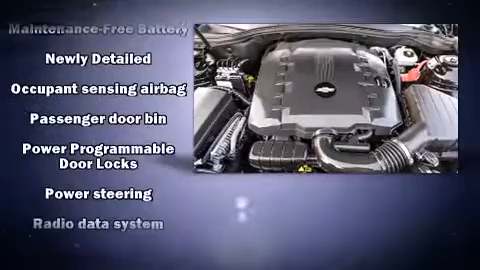 Maintenance-Free Battery
Newly Detailed
Occupant sensing airbag
Passenger door bin
Power Programmable
Door Locks
Power steering
Radio data system